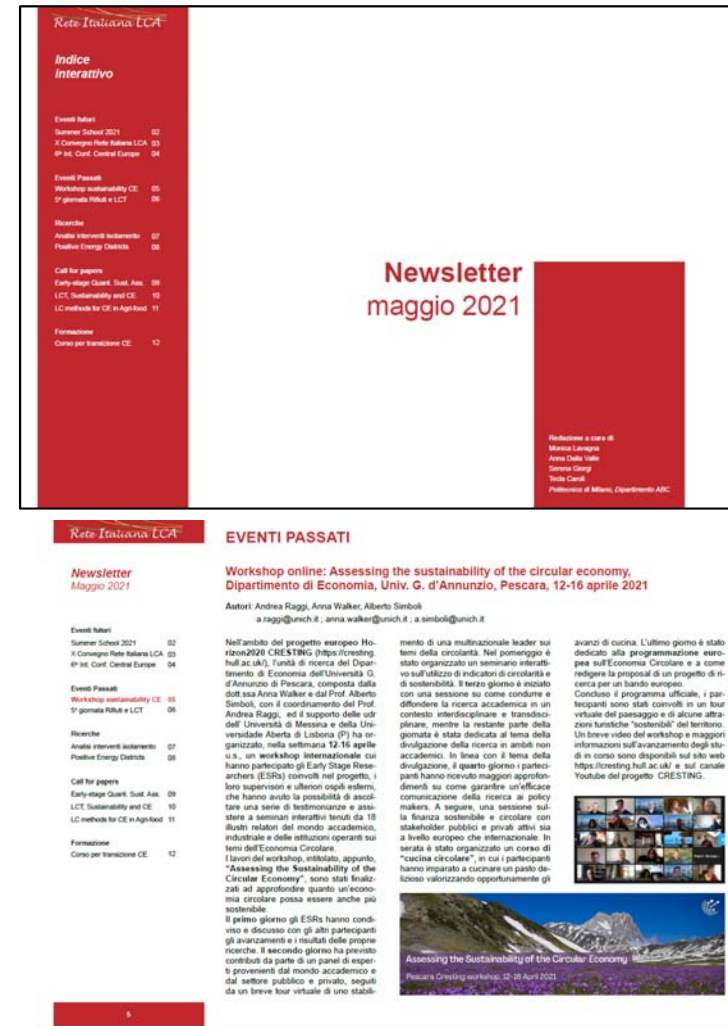 Rete Italiana LCA
Indice
interattivo
Eventi futuri
Summer School 2021 02
X Convegno Rete Italiana LCA 03
6th Int. Conf. Central Europe 04
Eventi Passati
Workshop sustainability CE 05
5ª giornata Rifiuti e LCT 06
Ricerche
Analisi interventi isolamento 07
Positive Energy Districts 08
Call for papers
Early-stage Quant. Sust. Ass. 09
LCT, Sustainability and CE 10
LC methods for CE in Agri-food 11
Formazione
Corso per transizione CE 12
Newsletter
maggio 2021
Redazione a cura di:
Monica Lavagna
Anna Dalla Valle
Serena Giorgi
Tecla Caroli
Politecnico di Milano, Dipartimento ABC
Rete Italiana LCA
Newsletter
Maggio 2021
Eventi futuri
Summer School 2021 02
X Convegno Rete Italiana LCA 03
6th Int. Conf. Central Europe 04
Eventi Passati
Workshop sustainability CE 05
5ª giornata Rifiuti e LCT 06
Ricerche
Analisi interventi isolamento 07
Positive Energy Districts 08
Call for papers
Early-stage Quant. Sust. Ass. 09
LCT, Sustainability and CE 10
LC methods for CE in Agri-food 11
Formazione
Corso per transizione CE 12
5
EVENTI PASSATI
Workshop online: Assessing the sustainability of the circular economy,
Dipartimento di Economia, Univ. G. d'Annunzio, Pescara, 12-16 aprile 2021
Autori: Andrea Raggi, Anna Walker, Alberto Simboli
a.raggi@unich.it ; anna.walker@unich.it ; a.simboli@unich.it
Nell'ambito del progetto europeo Ho-
rizon2020 CRESTING (https://cresting.
hull.ac.uk/), l'unità di ricerca del Dipar-
timento di Economia dell'Università G.
d'Annunzio di Pescara, composta dalla
dott.ssa Anna Walker e dal Prof. Alberto
Simboli, con il coordinamento del Prof.
Andrea Raggi, ed il supporto delle udr
dell' Università di Messina e della Uni-
versidade Aberta di Lisbona (P) ha or-
ganizzato, nella settimana 12-16 aprile
u.s., un workshop internazionale cui
hanno partecipato gli Early Stage Rese-
archers (ESRs) coinvolti nel progetto, i
loro supervisori e ulteriori ospiti esterni,
che hanno avuto la possibilità di ascol-
tare una serie di testimonianze e assi-
stere a seminari interattivi tenuti da 18
illustri relatori del mondo accademico,
industriale e delle istituzioni operanti sui
temi dell'Economia Circolare.
I lavori del workshop, intitolato, appunto,
"Assessing the Sustainability of the
Circular Economy", sono stati finaliz-
zati ad approfondire quanto un'econo-
mia circolare possa essere anche più
sostenibile.
Il primo giorno gli ESRs hanno condi-
viso e discusso con gli altri partecipanti
gli avanzamenti e i risultati delle proprie
ricerche. Il secondo giorno ha previsto
contributi da parte di un panel di esper-
ti provenienti dal mondo accademico e
dal settore pubblico e privato, seguiti
da un breve tour virtuale di uno stabili-
mento di una multinazionale leader sui
temi della circolarità. Nel pomeriggio è
stato organizzato un seminario interatti-
vo sull'utilizzo di indicatori di circolarità e
di sostenibilità. Il terzo giorno è iniziato
con una sessione su come condurre e
diffondere la ricerca accademica in un
contesto interdisciplinare e transdisci-
plinare, mentre la restante parte della
giornata è stata dedicata al tema della
divulgazione della ricerca in ambiti non
accademici. In linea con il tema della
divulgazione, il quarto giorno i parteci-
panti hanno ricevuto maggiori approfon-
dimenti su come garantire un'efficace
comunicazione della ricerca ai policy
makers. A seguire, una sessione sul-
la finanza sostenibile e circolare con
stakeholder pubblici e privati attivi sia
a livello europeo che internazionale. In
serata è stato organizzato un corso di
"cucina circolare", in cui i partecipanti
hanno imparato a cucinare un pasto de-
lizioso valorizzando opportunamente gli
avanzi di cucina. L'ultimo giorno è stato
dedicato alla programmazione euro-
pea sull'Economia Circolare e a come
redigere la proposal di un progetto di ri-
cerca per un bando europeo.
Concluso il programma ufficiale, i par-
tecipanti sono stati coinvolti in un tour
virtuale del paesaggio e di alcune attra-
zioni turistiche "sostenibili" del territorio.
Un breve video del workshop e maggiori
informazioni sull'avanzamento degli stu-
di in corso sono disponibili sul sito web
https://cresting.hull.ac.uk/ e sul canale
Youtube del progetto CRESTING.
Assessing the Sustainability of the Circular Economy
Pescara Cresting workshop, 12-16 April 2021